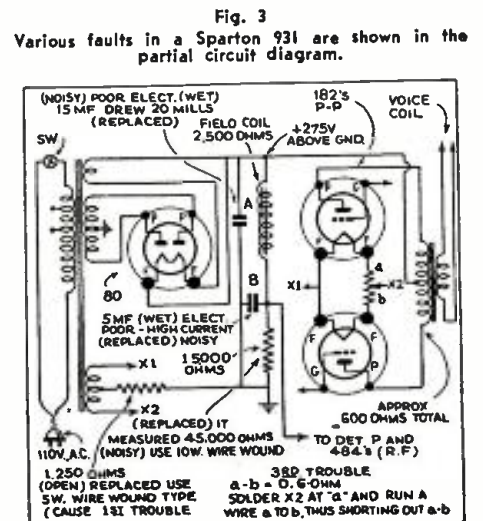 Fig. 3
Various faults in a Sparton 931 are shown in the
partial circuit diagram.
(NOISY) POOR ELECT. (WET)
15 MF DREW 20 MILLS
(REPLACED)
FIELD COIL
2,500 OHMS
182's
P-P
+275V
ABOVE GND.
VOICE
COIL
SW.
A
F
G
F
P
F
P
F
F
80
B
X1
a
X2
b
5 MF (WET) ELECT.
POOR - HIGH CURRENT
(REPLACED) NOISY
15000
OHMS
F
F
G
P
X1
X2
(REPLACED) IT
MEASURED 45,000 OHMS
(NOISY) USE 10W. WIRE WOUND
APPROX
600 OHMS TOTAL
TO DET. P AND
484's (R.F.)
110V. A.C.
1,250 OHMS
(OPEN) REPLACED USE
5W. WIRE WOUND TYPE
(CAUSE 1ST TROUBLE
3RD TROUBLE
a-b = 0.6 OHM
SOLDER X2 AT "a" AND RUN A
WIRE a TO b, THUS SHORTING OUT a-b